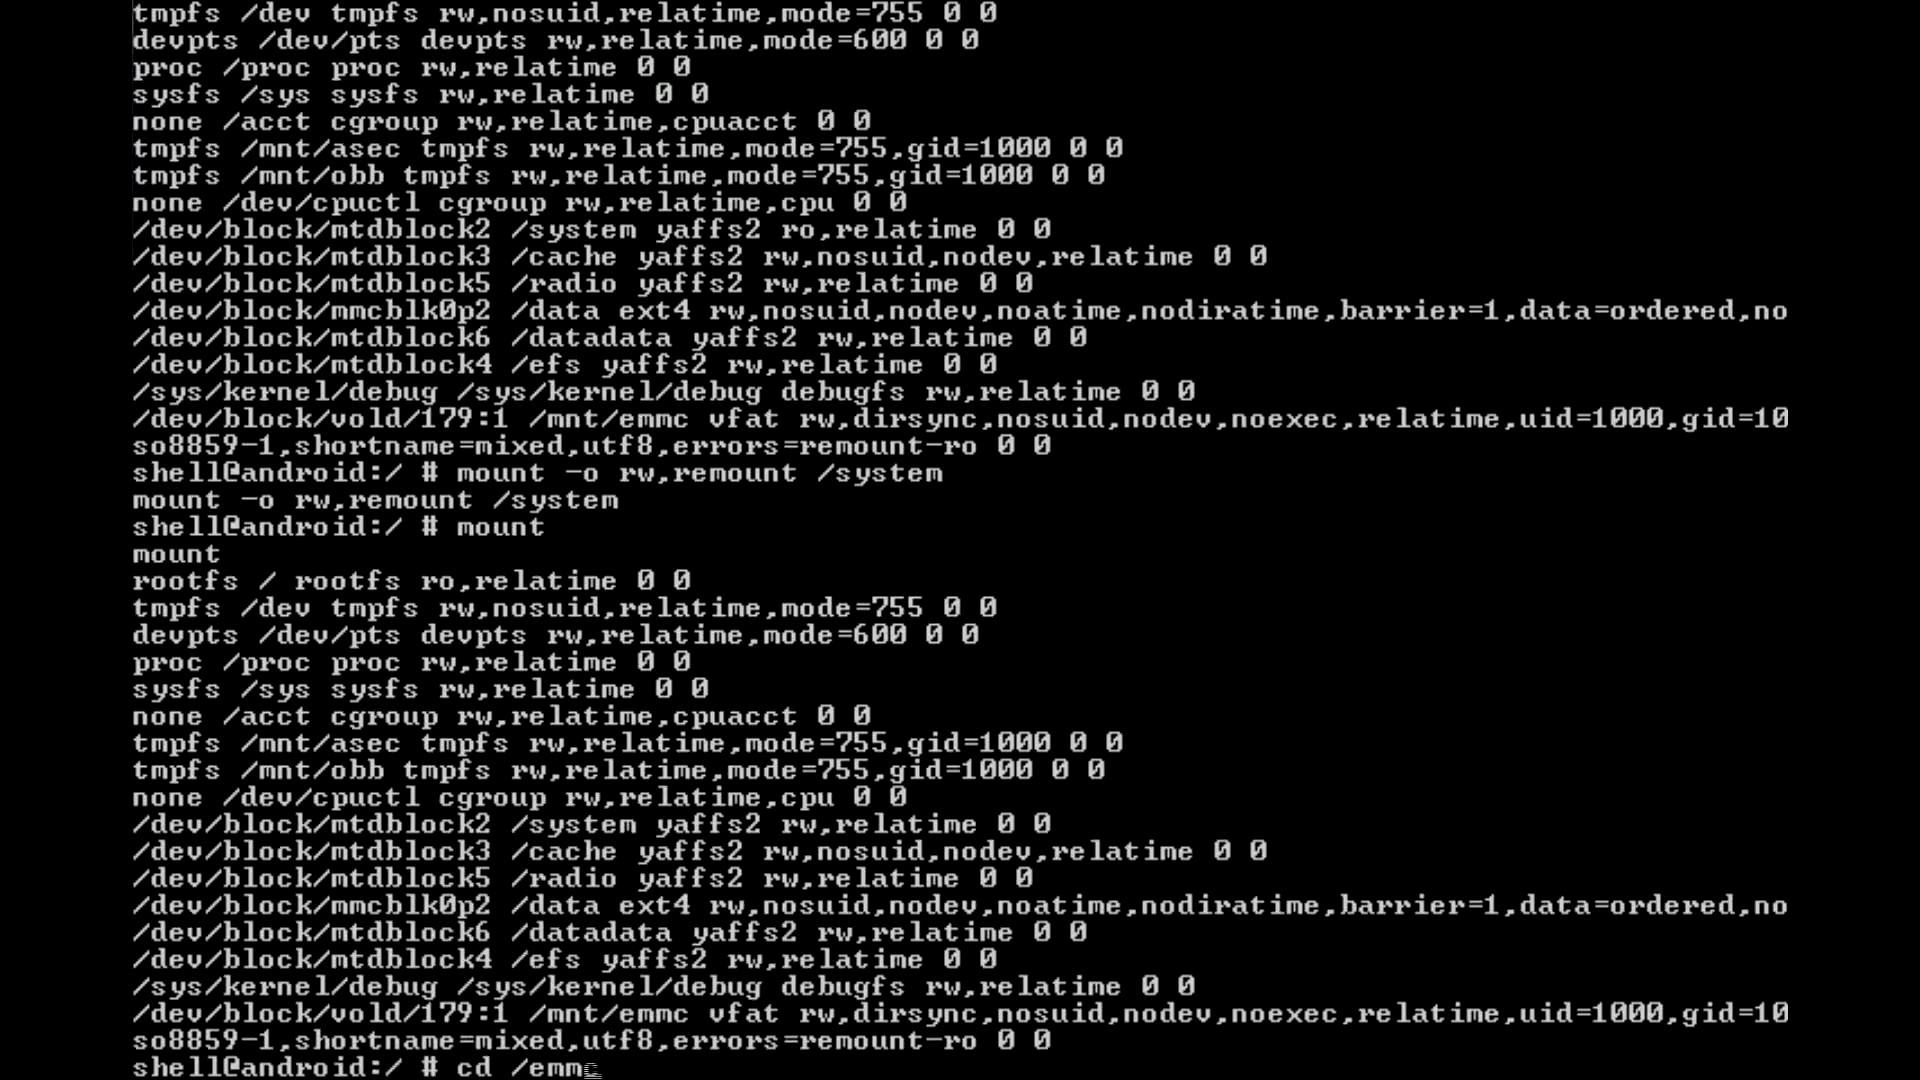 tmpfs /dev tmpfs rw,nosuid,relatime,mode=755 0 0
devpts /dev/pts devpts rw,relatime,mode=600 0 0
proc /proc proc rw,relatime 0 0
sysfs /sys sysfs rw,relatime 0 0
none /acct cgroup rw,relatime,cpuacct 0 0
tmpfs /mnt/asec tmpfs rw,relatime,mode=755,gid=1000 0 0
tmpfs /mnt/obb tmpfs rw,relatime,mode=755,gid=1000 0 0
none /dev/cpuctl cgroup rw,relatime,cpu 0 0
/dev/block/mtdblock2 /system yaffs2 ro,relatime 0 0
/dev/block/mtdblock3 /cache yaffs2 rw,nosuid,nodev,relatime 0 0
/dev/block/mtdblock5 /radio yaffs2 rw,relatime 0 0
/dev/block/mmcblk0p2 /data ext4 rw,nosuid,nodev,noatime,nodiratime,barrier=1,data=ordered,no
/dev/block/mtdblock6 /datadata yaffs2 rw,relatime 0 0
/dev/block/mtdblock4 /efs yaffs2 rw,relatime 0 0
/sys/kernel/debug /sys/kernel/debug debugfs rw,relatime 0 0
/dev/block/vold/179:1 /mnt/emmc vfat rw,dirsync,nosuid,nodev,noexec,relatime,uid=1000,gid=10
so8859-1,shortname=mixed,utf8,errors=remount-ro 0 0
shell@android:/ # mount -o rw,remount /system
mount -o rw,remount /system
shell@android:/ # mount
mount
rootfs / rootfs ro,relatime 0 0
tmpfs /dev tmpfs rw,nosuid,relatime,mode=755 0 0
devpts /dev/pts devpts rw,relatime,mode=600 0 0
proc /proc proc rw,relatime 0 0
sysfs /sys sysfs rw,relatime 0 0
none /acct cgroup rw,relatime,cpuacct 0 0
tmpfs /mnt/asec tmpfs rw,relatime,mode=755,gid=1000 0 0
tmpfs /mnt/obb tmpfs rw,relatime,mode=755,gid=1000 0 0
none /dev/cpuctl cgroup rw,relatime,cpu 0 0
/dev/block/mtdblock2 /system yaffs2 rw,relatime 0 0
/dev/block/mtdblock3 /cache yaffs2 rw,nosuid,nodev,relatime 0 0
/dev/block/mtdblock5 /radio yaffs2 rw,relatime 0 0
/dev/block/mmcblk0p2 /data ext4 rw,nosuid,nodev,noatime,nodiratime,barrier=1,data=ordered,no
/dev/block/mtdblock6 /datadata yaffs2 rw,relatime 0 0
/dev/block/mtdblock4 /efs yaffs2 rw,relatime 0 0
/sys/kernel/debug /sys/kernel/debug debugfs rw,relatime 0 0
/dev/block/vold/179:1 /mnt/emmc vfat rw,dirsync,nosuid,nodev,noexec,relatime,uid=1000,gid=10
so8859-1,shortname=mixed,utf8,errors=remount-ro 0 0
shell@android:/ # cd /emmc